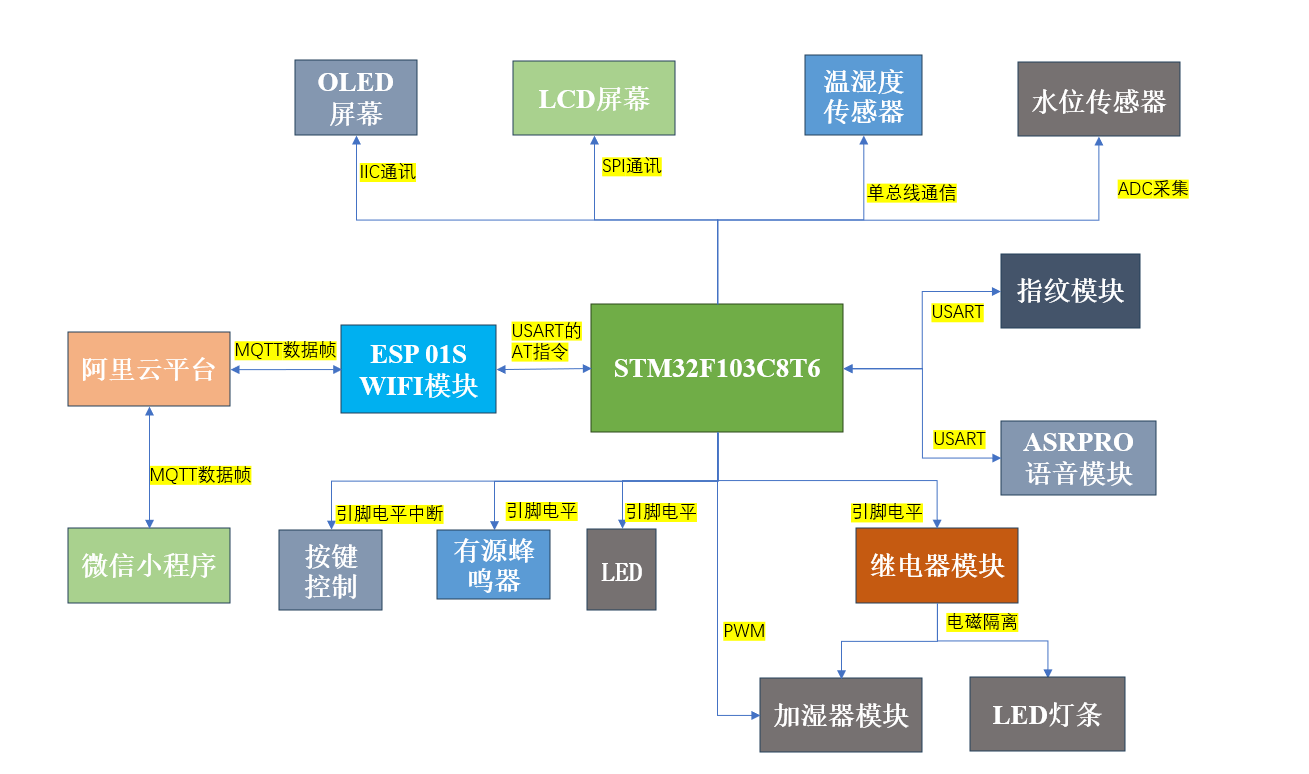 OLED
屏幕
LCD屏幕
温湿度
传感器
水位传感器
IIC通讯
SPI通讯
单总线通信
ADC采集
指纹模块
USART
阿里云平台
MQTT数据帧
ESP 01S
WIFI模块
USART的
AT指令
STM32F103C8T6
USART
ASRPRO
语音模块
MQTT数据帧
引脚电平中断
引脚电平
引脚电平
引脚电平
微信小程序
按键
控制
有源蜂
鸣器
LED
继电器模块
PWM
电磁隔离
加湿器模块
LED灯条